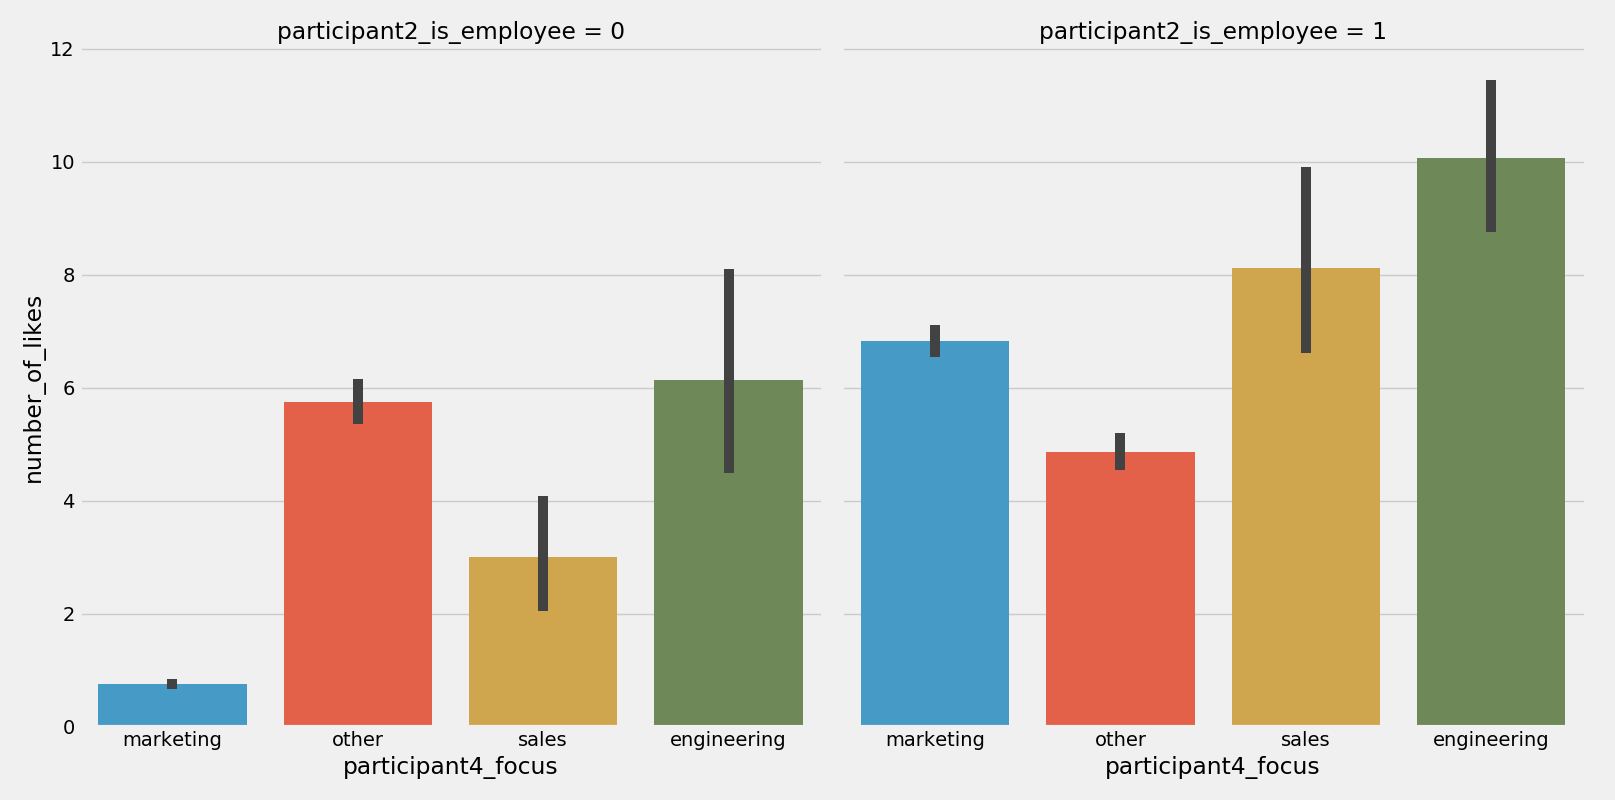 participant2_is_employee = 0
participant2_is_employee = 1
12
10
8
6
4
2
0
number_of_likes
marketing other sales engineering
marketing other sales engineering
participant4_focus
participant4_focus